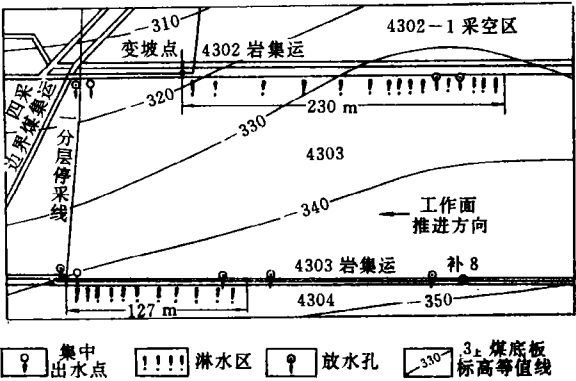 -310
4302-1 采空区
变坡点
4302 岩集运
-320
230 m
四采
边界煤集运
一分层停采线
-330
4303
-340
工作面
推进方向
4303 岩集运
补 8
127 m
4304
-350
集中
出水点
淋水区
放水孔
-330
3上 煤底板
标高等值线